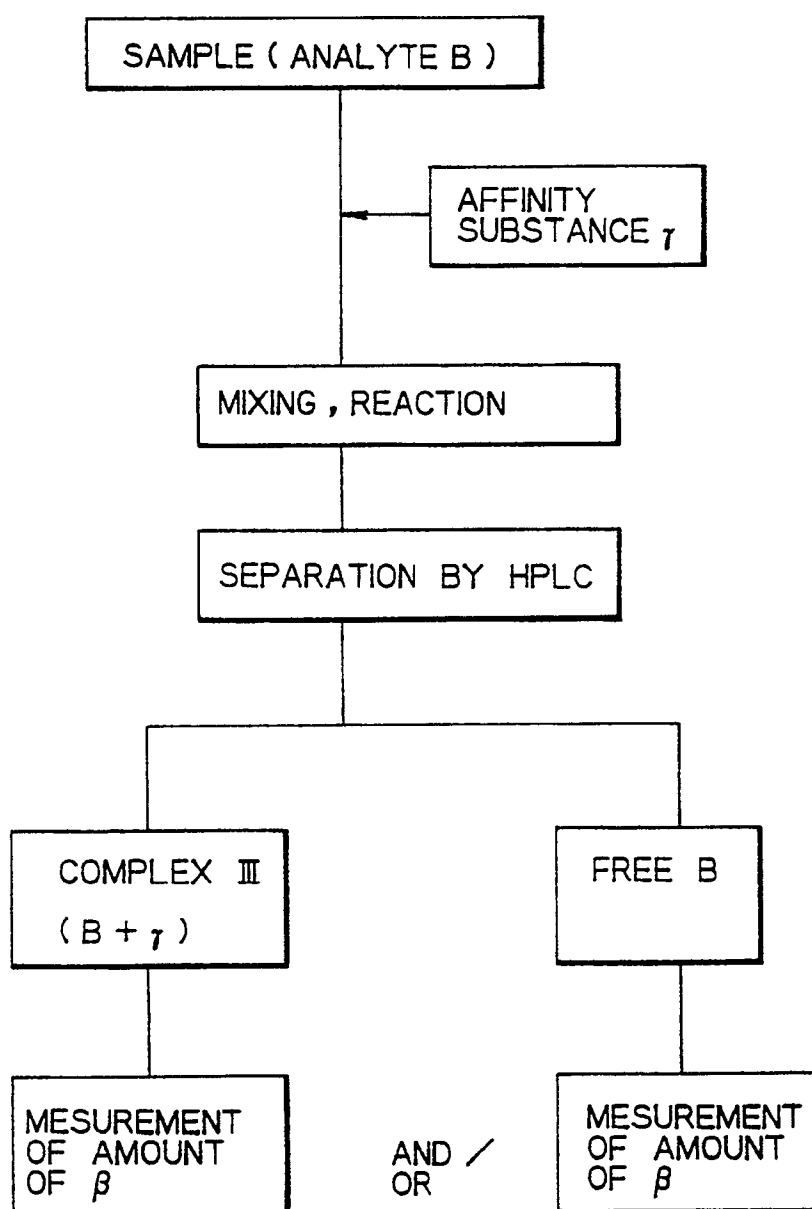 SAMPLE ( ANALYTE B )
AFFINITY
SUBSTANCE γ
MIXING , REACTION
SEPARATION BY HPLC
COMPLEX Ⅲ
( B + γ )
FREE B
MESUREMENT
OF AMOUNT
OF β
AND /
OR
MESUREMENT
OF AMOUNT
OF β